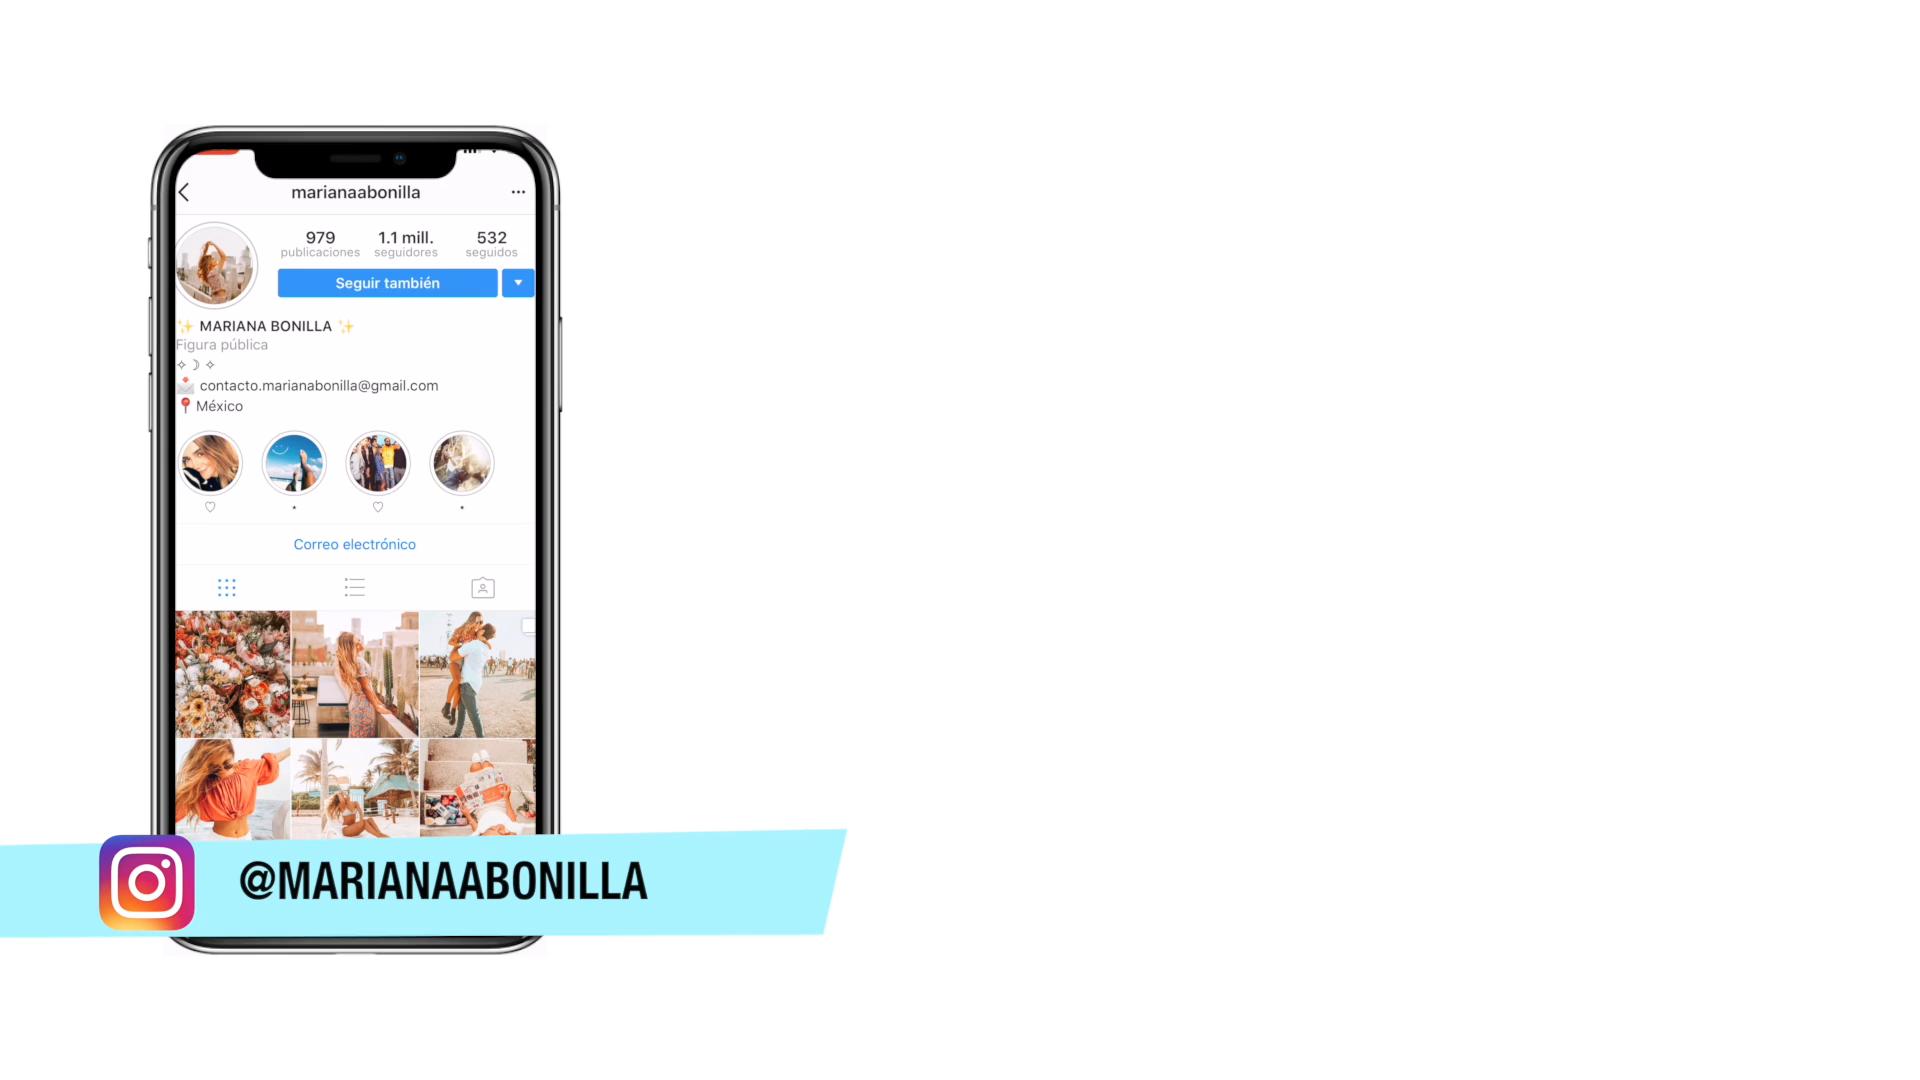 marianaabonilla
979 1.1 mill. 532
publicaciones seguidores seguidos
Seguir también
✨ MARIANA BONILLA ✨
Figura pública
✧ ☽ ✧
📩 contacto.marianabonilla@gmail.com
📍 México
Correo electrónico
@MARIANAABONILLA